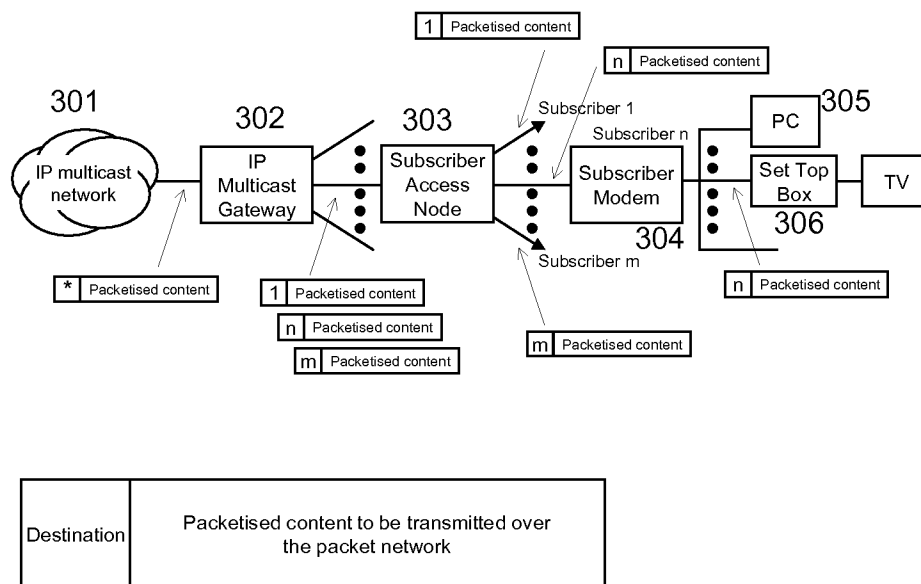 1 Packetised content
n Packetised content
301
302
303
Subscriber 1
Subscriber n
305
PC
IP multicast
network
IP
Multicast
Gateway
Subscriber
Access
Node
Subscriber
Modem
304
Set Top
Box
306
TV
Subscriber m
* Packetised content
1 Packetised content
n Packetised content
m Packetised content
m Packetised content
n Packetised content
Destination
Packetised content to be transmitted over
the packet network